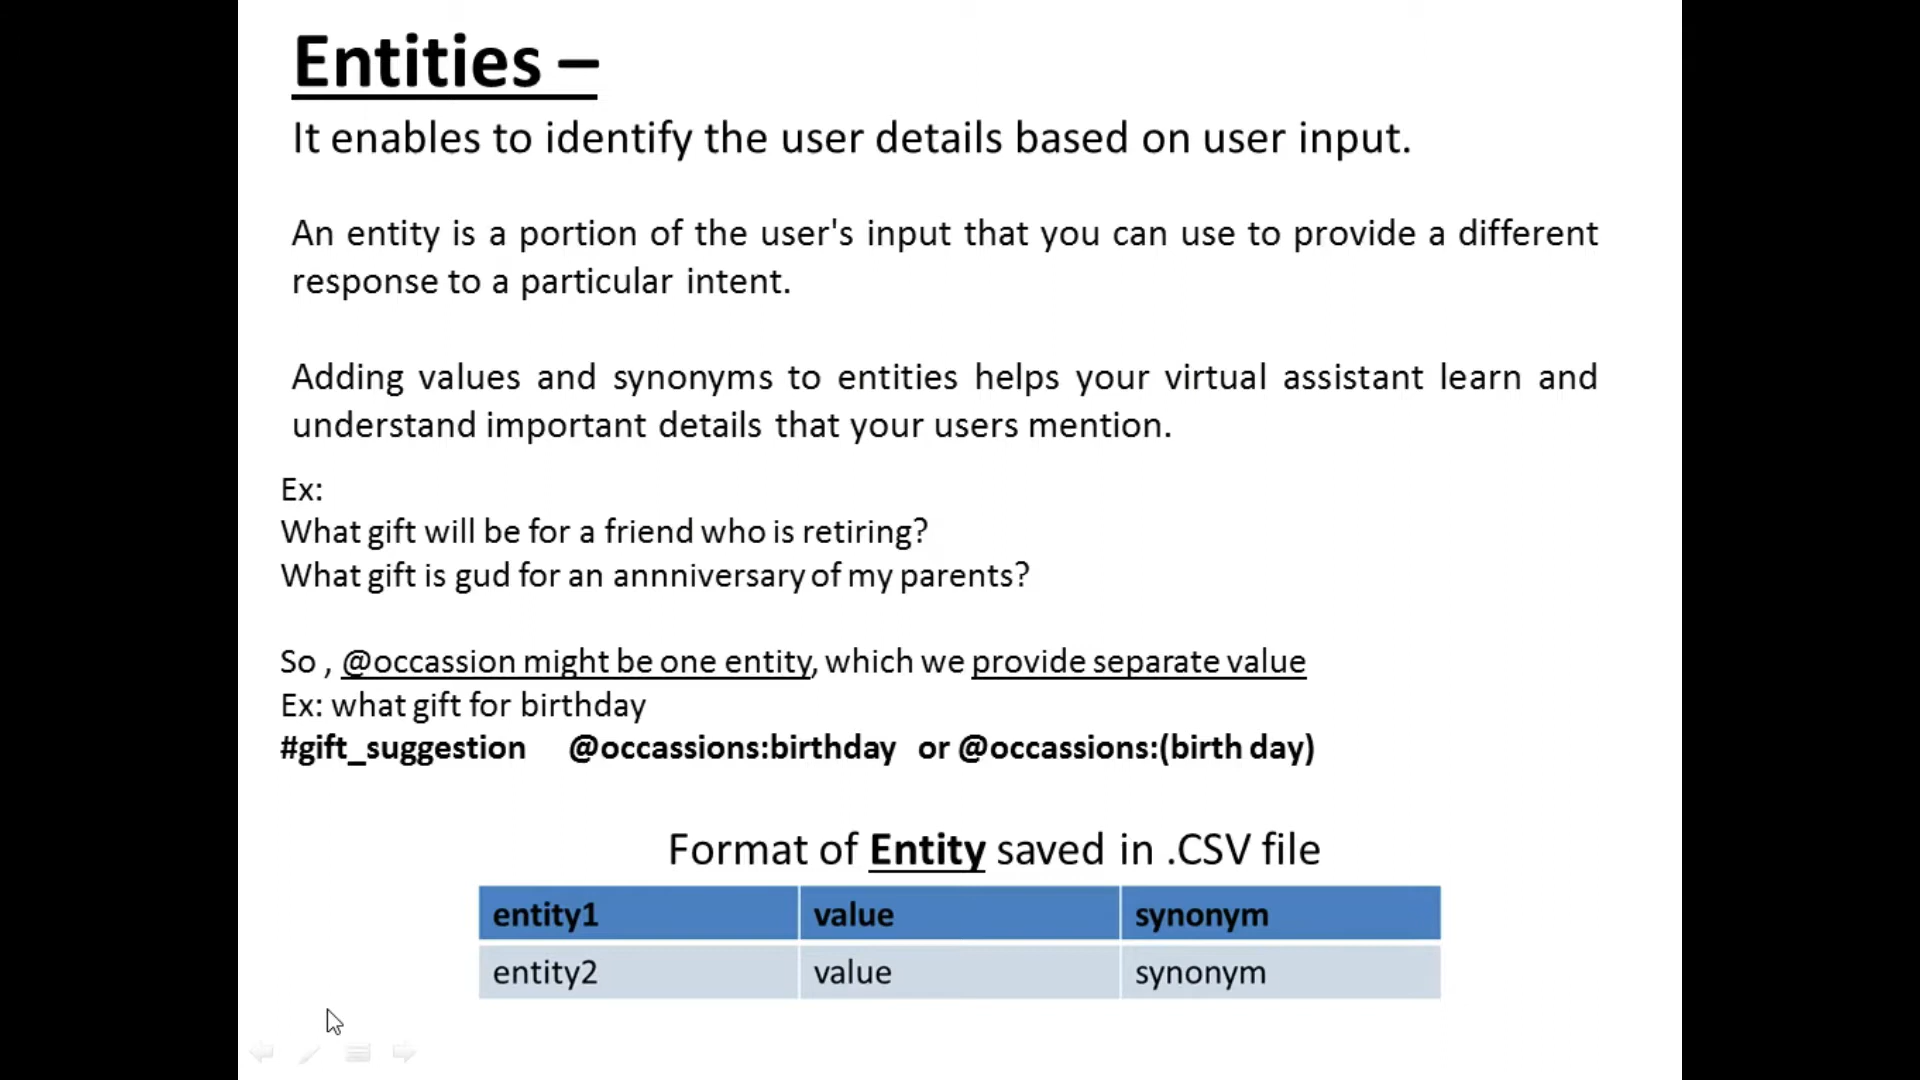 Entities –
It enables to identify the user details based on user input.
An entity is a portion of the user's input that you can use to provide a different
response to a particular intent.
Adding values and synonyms to entities helps your virtual assistant learn and
understand important details that your users mention.
Ex:
What gift will be for a friend who is retiring?
What gift is gud for an annniversary of my parents?
So , @occassion might be one entity, which we provide separate value
Ex: what gift for birthday
#gift_suggestion @occassions:birthday or @occassions:(birth day)
Format of Entity saved in .CSV file
entity1 value synonym
entity2 value synonym